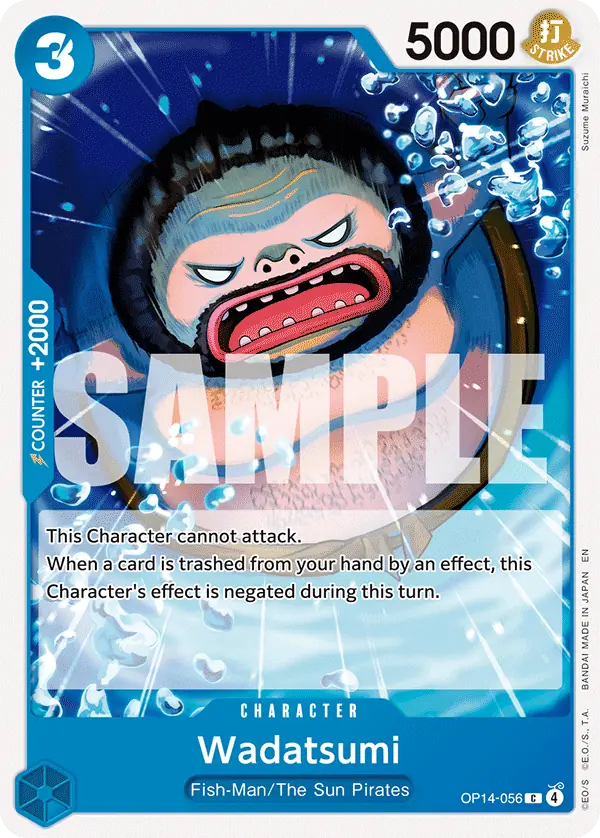 3
5000
打
STRIKE
Suzume Muraichi
COUNTER +2000
SAMPLE
This Character cannot attack.
When a card is trashed from your hand by an effect, this
Character's effect is negated during this turn.
CHARACTER
Wadatsumi
Fish-Man/The Sun Pirates
OP14-056 C 4
©EO/S ©E.O./S., T.A. BANDAI MADE IN JAPAN EN